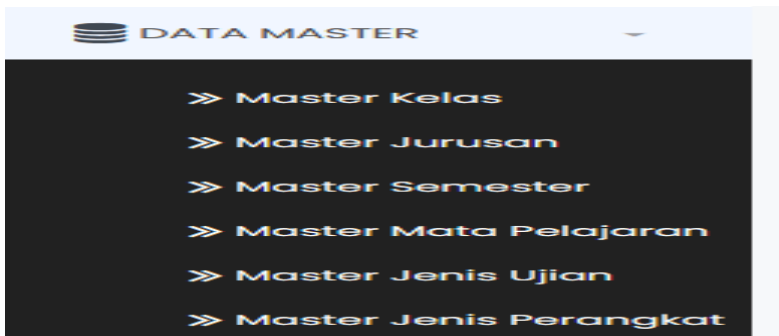 DATA MASTER
» Master Kelas
» Master Jurusan
» Master Semester
» Master Mata Pelajaran
» Master Jenis Ujian
» Master Jenis Perangkat